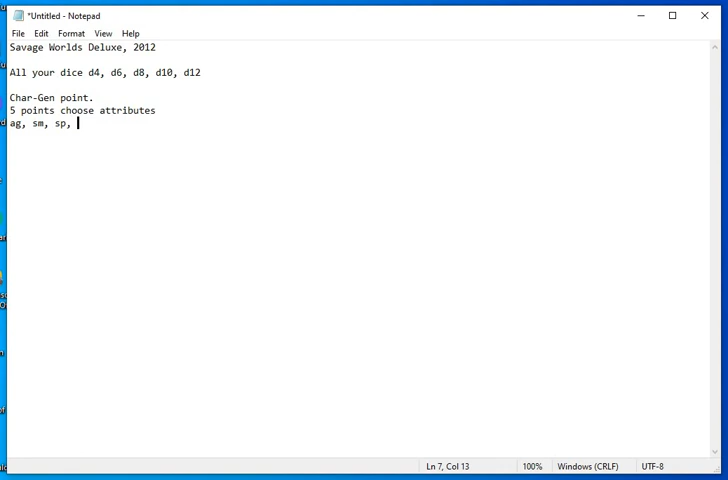 *Untitled - Notepad
File Edit Format View Help
Savage Worlds Deluxe, 2012
All your dice d4, d6, d8, d10, d12
Char-Gen point.
5 points choose attributes
ag, sm, sp,
Ln 7, Col 13 100% Windows (CRLF) UTF-8